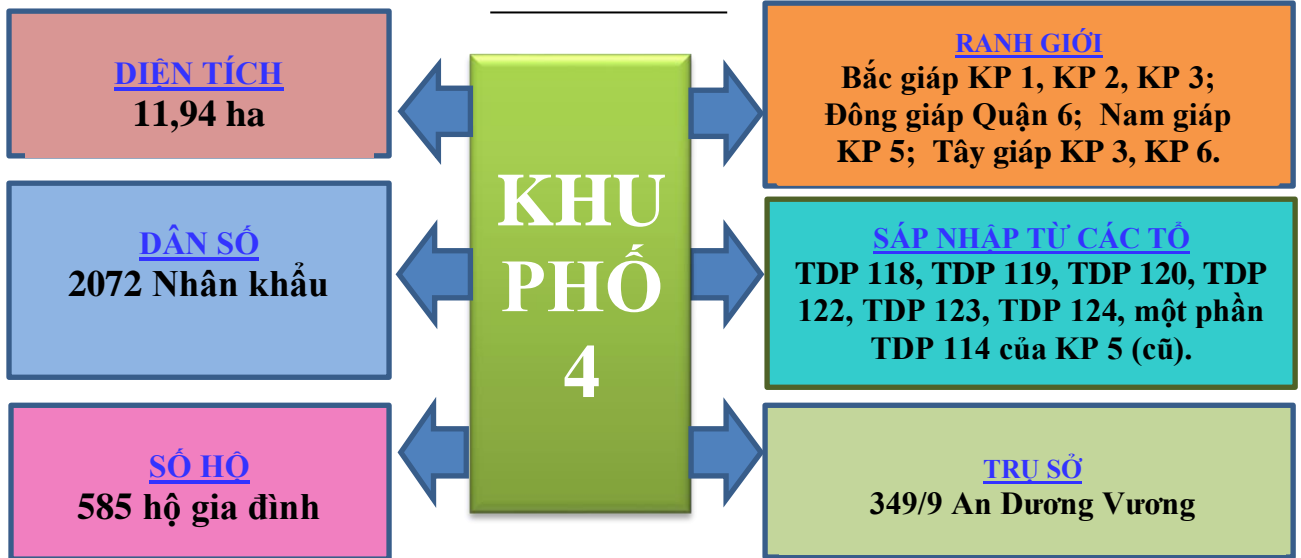 DIỆN TÍCH
11,94 ha
DÂN SỐ
2072 Nhân khẩu
SỐ HỘ
585 hộ gia đình
KHU
PHỐ
4
RANH GIỚI
Bắc giáp KP 1, KP 2, KP 3;
Đông giáp Quận 6; Nam giáp
KP 5; Tây giáp KP 3, KP 6.
SÁP NHẬP TỪ CÁC TỔ
TDP 118, TDP 119, TDP 120, TDP
122, TDP 123, TDP 124, một phần
TDP 114 của KP 5 (cũ).
TRỤ SỞ
349/9 An Dương Vương